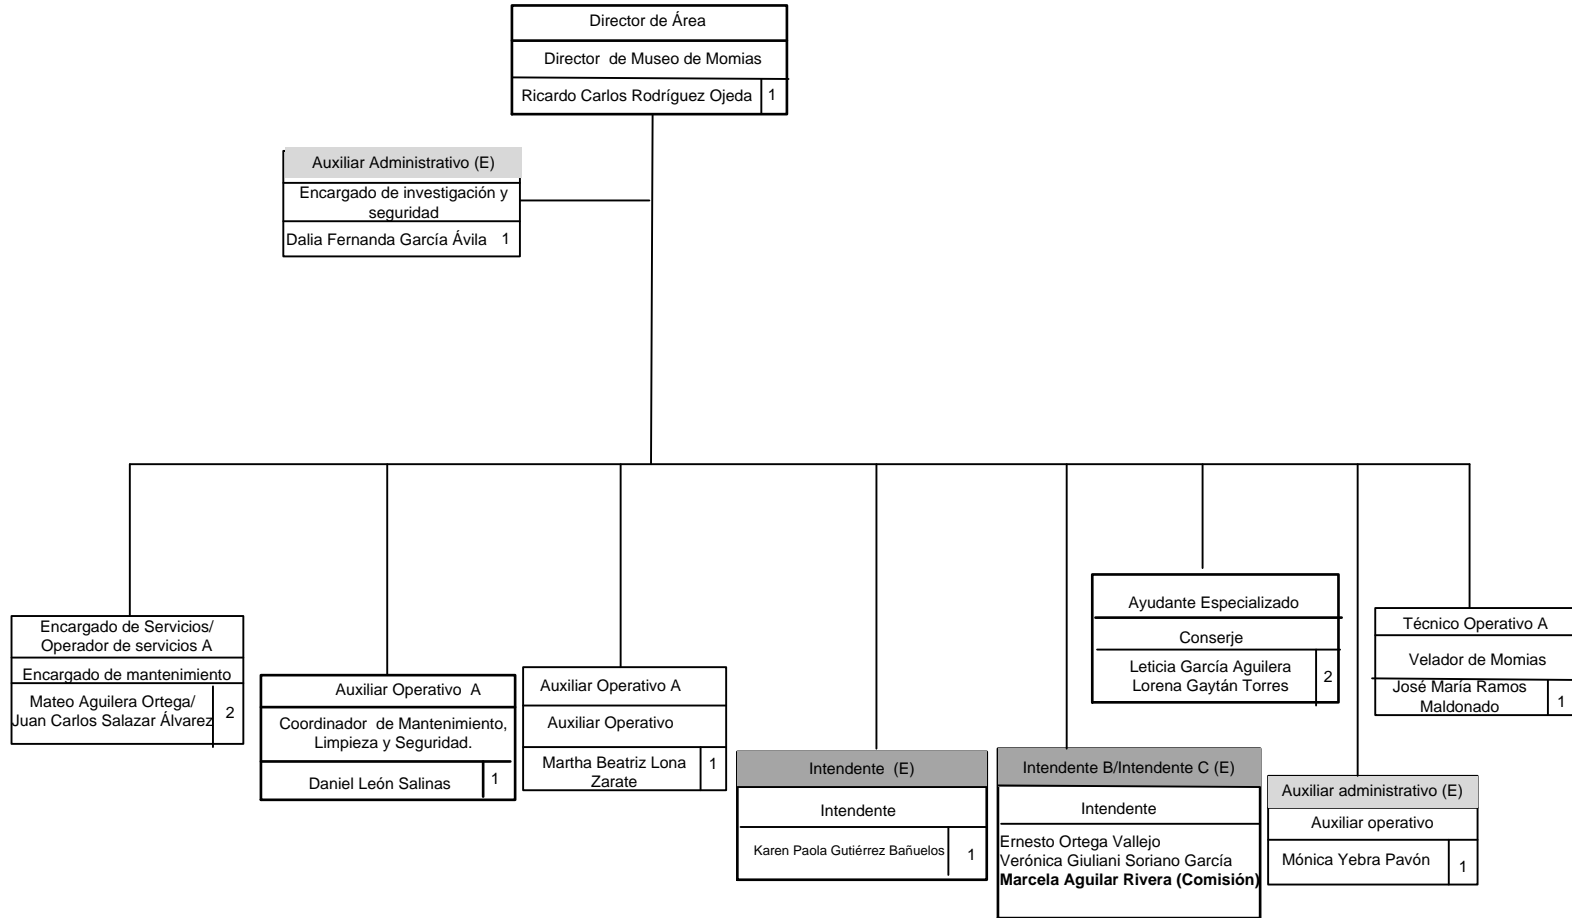 Director de Área
Director de Museo de Momias
Ricardo Carlos Rodríguez Ojeda 1
Auxiliar Administrativo (E)
Encargado de investigación y
seguridad
Dalia Fernanda García Ávila 1
Encargado de Servicios/
Operador de servicios A
Encargado de mantenimiento
Mateo Aguilera Ortega/
Juan Carlos Salazar Álvarez 2
Auxiliar Operativo A
Coordinador de Mantenimiento,
Limpieza y Seguridad.
Daniel León Salinas 1
Auxiliar Operativo A
Auxiliar Operativo
Martha Beatriz Lona
Zarate 1
Intendente (E)
Intendente
Karen Paola Gutiérrez Bañuelos 1
Intendente B/Intendente C (E)
Intendente
Ernesto Ortega Vallejo
Verónica Giuliani Soriano García
Marcela Aguilar Rivera (Comisión)
Ayudante Especializado
Conserje
Leticia García Aguilera
Lorena Gaytán Torres 2
Auxiliar administrativo (E)
Auxiliar operativo
Mónica Yebra Pavón 1
Técnico Operativo A
Velador de Momias
José María Ramos
Maldonado 1